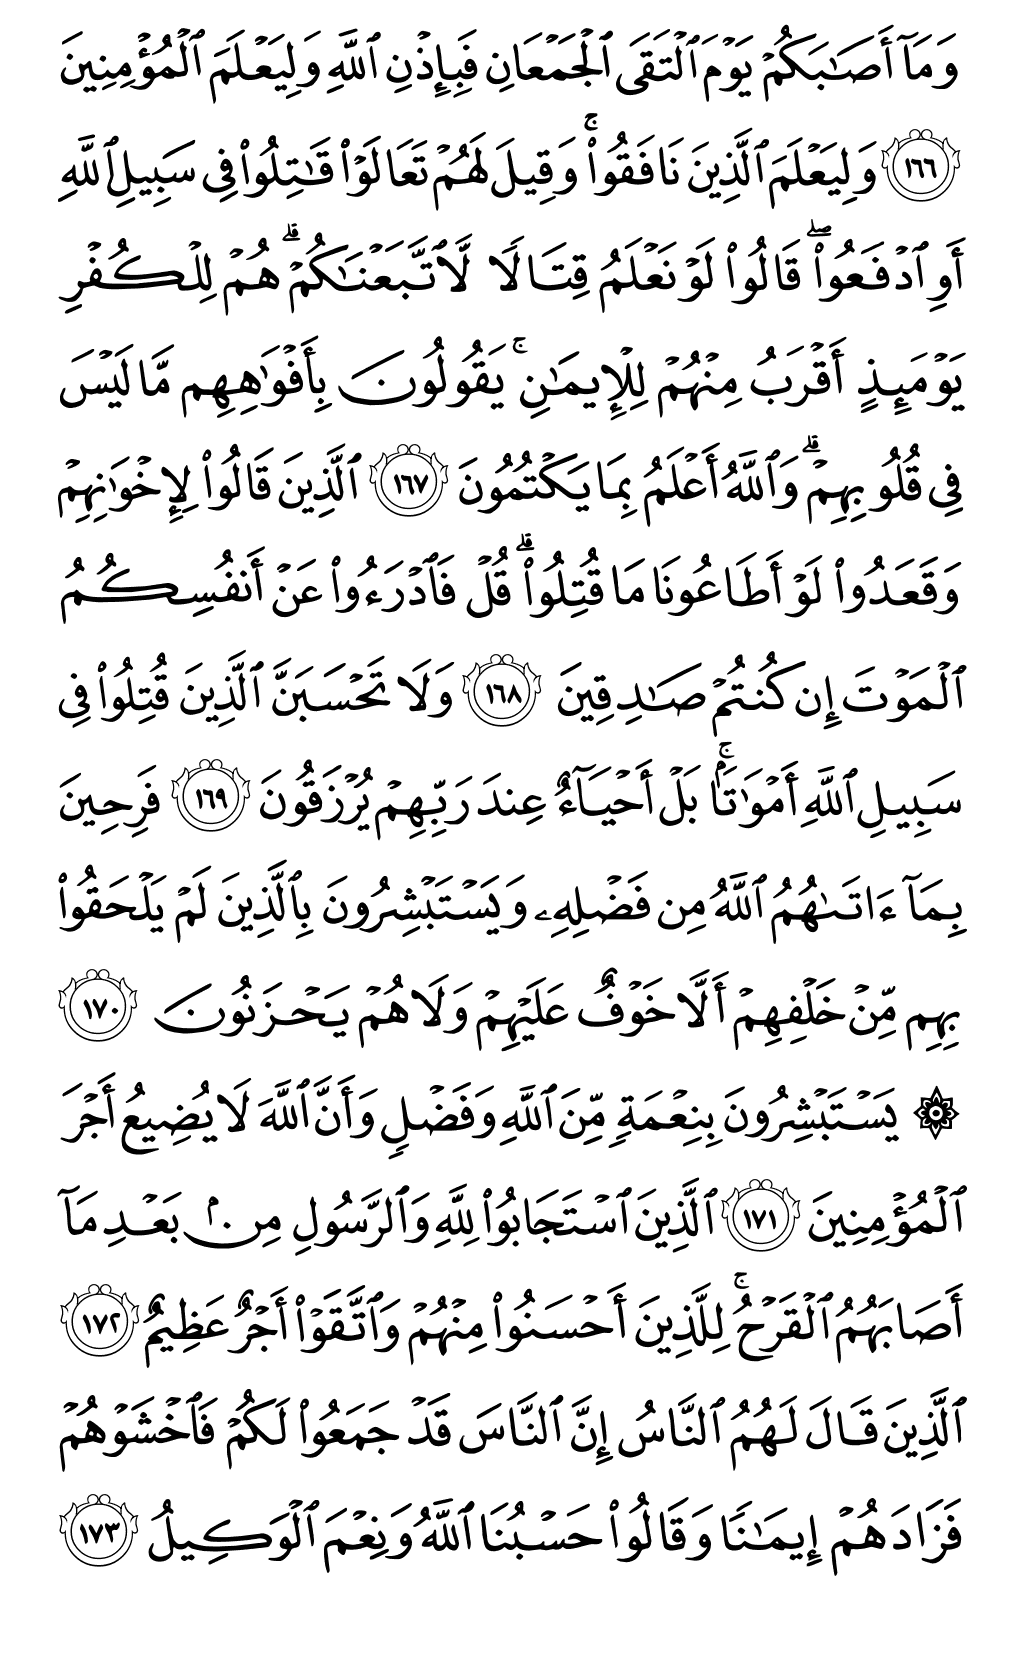 وَمَآ أَصَـٰبَكُمْ يَوْمَ ٱلْتَقَى ٱلْجَمْعَانِ فَبِإِذْنِ ٱللَّهِ وَلِيَعْلَمَ ٱلْمُؤْمِنِينَ
١٦٦ وَلِيَعْلَمَ ٱلَّذِينَ نَافَقُوا۟ ۚ وَقِيلَ لَهُمْ تَعَالَوْا۟ قَـٰتِلُوا۟ فِى سَبِيلِ ٱللَّهِ
أَوِ ٱدْفَعُوا۟ ۖ قَالُوا۟ لَوْ نَعْلَمُ قِتَالًا لَّٱتَّبَعْنَـٰكُمْ ۗ هُمْ لِلْكُفْرِ
يَوْمَئِذٍ أَقْرَبُ مِنْهُمْ لِلْإِيمَـٰنِ ۚ يَقُولُونَ بِأَفْوَٰهِهِم مَّا لَيْسَ
فِى قُلُوبِهِمْ ۗ وَٱللَّهُ أَعْلَمُ بِمَا يَكْتُمُونَ ١٦٧ ٱلَّذِينَ قَالُوا۟ لِإِخْوَٰنِهِمْ
وَقَعَدُوا۟ لَوْ أَطَاعُونَا مَا قُتِلُوا۟ ۗ قُلْ فَٱدْرَءُوا۟ عَنْ أَنفُسِكُمُ
ٱلْمَوْتَ إِن كُنتُمْ صَـٰدِقِينَ ١٦٨ وَلَا تَحْسَبَنَّ ٱلَّذِينَ قُتِلُوا۟ فِى
سَبِيلِ ٱللَّهِ أَمْوَٰتًۢا ۚ بَلْ أَحْيَآءٌ عِندَ رَبِّهِمْ يُرْزَقُونَ ١٦٩ فَرِحِينَ
بِمَآ ءَاتَىٰهُمُ ٱللَّهُ مِن فَضْلِهِۦ وَيَسْتَبْشِرُونَ بِٱلَّذِينَ لَمْ يَلْحَقُوا۟
بِهِم مِّنْ خَلْفِهِمْ أَلَّا خَوْفٌ عَلَيْهِمْ وَلَا هُمْ يَحْزَنُونَ ١٧٠
۞ يَسْتَبْشِرُونَ بِنِعْمَةٍ مِّنَ ٱللَّهِ وَفَضْلٍ وَأَنَّ ٱللَّهَ لَا يُضِيعُ أَجْرَ
ٱلْمُؤْمِنِينَ ١٧١ ٱلَّذِينَ ٱسْتَجَابُوا۟ لِلَّهِ وَٱلرَّسُولِ مِنۢ بَعْدِ مَآ
أَصَابَهُمُ ٱلْقَرْحُ ۚ لِلَّذِينَ أَحْسَنُوا۟ مِنْهُمْ وَٱتَّقَوْا۟ أَجْرٌ عَظِيمٌ ١٧٢
ٱلَّذِينَ قَالَ لَهُمُ ٱلنَّاسُ إِنَّ ٱلنَّاسَ قَدْ جَمَعُوا۟ لَكُمْ فَٱخْشَوْهُمْ
فَزَادَهُمْ إِيمَـٰنًا وَقَالُوا۟ حَسْبُنَا ٱللَّهُ وَنِعْمَ ٱلْوَكِيلُ ١٧٣